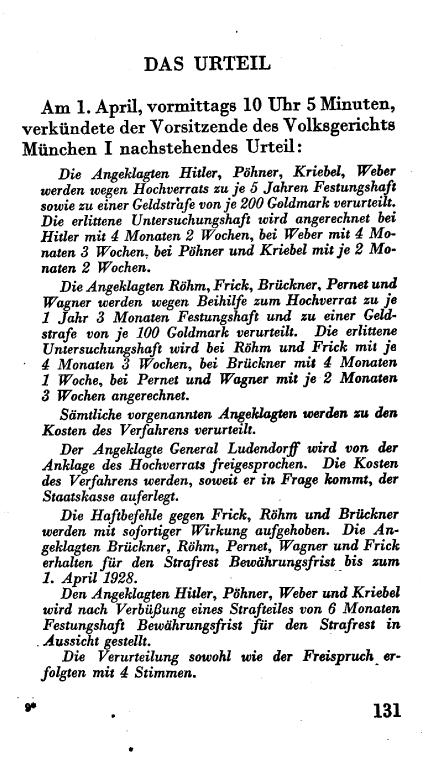 DAS URTEIL
Am 1. April, vormittags 10 Uhr 5 Minuten,
verkündete der Vorsitzende des Volksgerichts
München I nachstehendes Urteil:
Die Angeklagten Hitler, Pöhner, Kriebel, Weber
werden wegen Hochverrats zu je 5 Jahren Festungshaft
sowie zu einer Geldstrafe von je 200 Goldmark verurteilt.
Die erlittene Untersuchungshaft wird angerechnet bei
Hitler mit 4 Monaten 2 Wochen, bei Weber mit 4 Mo-
naten 3 Wochen, bei Pöhner und Kriebel mit je 2 Mo-
naten 2 Wochen.
Die Angeklagten Röhm, Frick, Brückner, Pernet und
Wagner werden wegen Beihilfe zum Hochverrat zu je
1 Jahr 3 Monaten Festungshaft und zu einer Geld-
strafe von je 100 Goldmark verurteilt. Die erlittene
Untersuchungshaft wird bei Röhm und Frick mit je
4 Monaten 3 Wochen, bei Brückner mit 4 Monaten
1 Woche, bei Pernet und Wagner mit je 2 Monaten
3 Wochen angerechnet.
Sämtliche vorgenannten Angeklagten werden zu den
Kosten des Verfahrens verurteilt.
Der Angeklagte General Ludendorff wird von der
Anklage des Hochverrats freigesprochen. Die Kosten
des Verfahrens werden, soweit er in Frage kommt, der
Staatskasse auferlegt.
Die Haftbefehle gegen Frick, Röhm und Brückner
werden mit sofortiger Wirkung aufgehoben. Die An-
geklagten Brückner, Röhm, Pernet, Wagner und Frick
erhalten für den Strafrest Bewährungsfrist bis zum
1. April 1928.
Den Angeklagten Hitler, Pöhner, Weber und Kriebel
wird nach Verbüßung eines Strafteiles von 6 Monaten
Festungshaft Bewährungsfrist für den Strafrest in
Aussicht gestellt.
Die Verurteilung sowohl wie der Freispruch er-
folgten mit 4 Stimmen.
9*
131